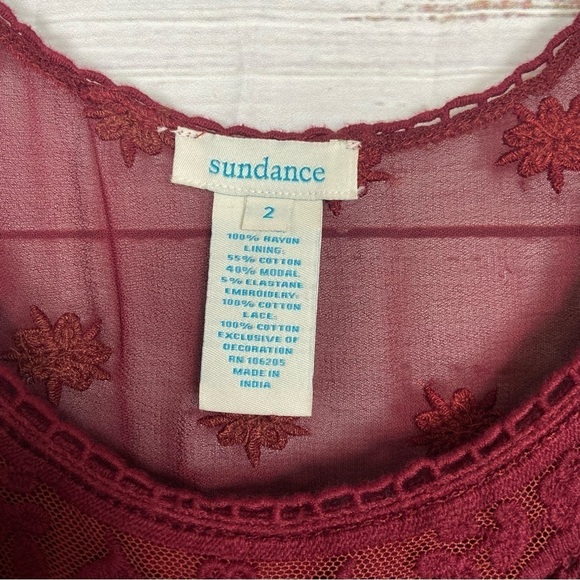 sundance
2
100% RAYON
LINING:
55% COTTON
40% MODAL
5% ELASTANE
EMBROIDERY:
100% COTTON
LACE:
100% COTTON
EXCLUSIVE OF
DECORATION
RN 106205
MADE IN
INDIA